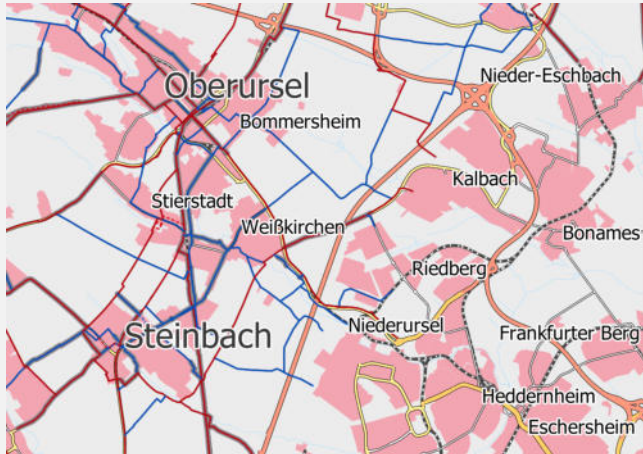 Nieder-Eschbach
Oberursel
Bommersheim
Kalbach
Stierstadt
Weißkirchen
Bonames
Riedberg
Niederursel
Frankfurter Berg
Steinbach
Heddernheim
Eschersheim